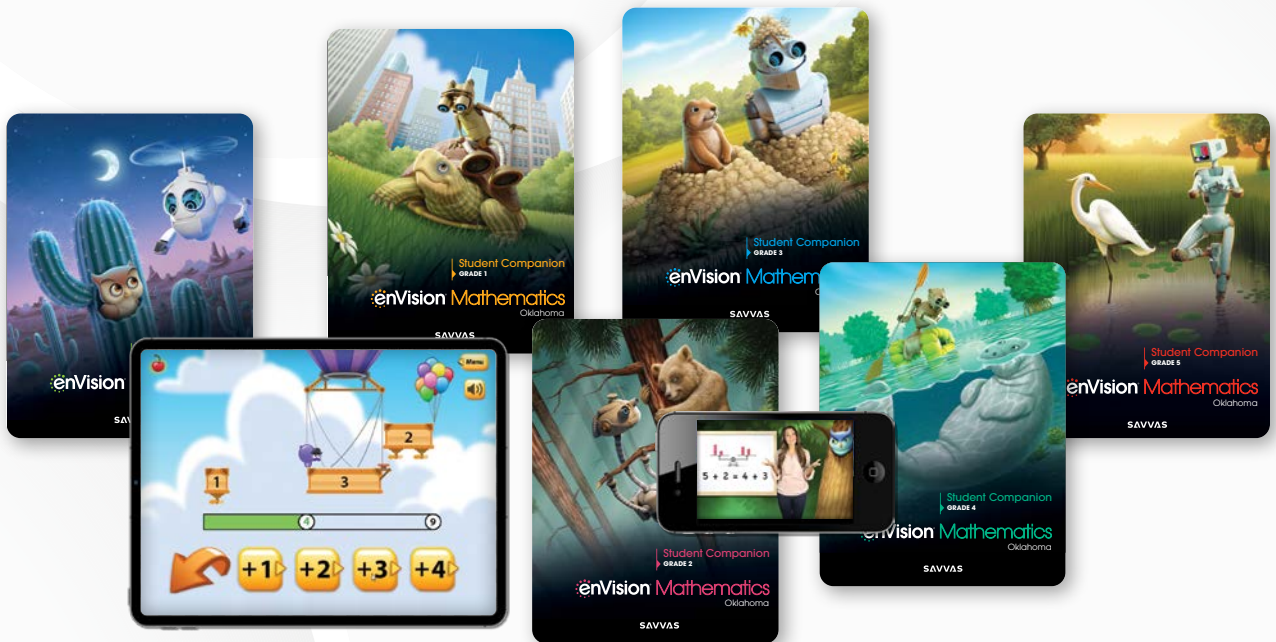 enVision
Student Companion
GRADE 1
enVision Mathematics
Oklahoma
SAVVAS
Student Companion
GRADE 3
enVision Mathem
SAVVAS
Student Companion
GRADE 5
enVision Mathematics
Oklahoma
SAVVAS
Menu
2
1
3
4
9
+1
+2
+3
+4
5 + 2 = 4 + 3
Student Companion
GRADE 2
enVision Mathematics
Oklahoma
SAVVAS
Student Companion
GRADE 4
enVision Mathematics
Oklahoma
SAVVAS